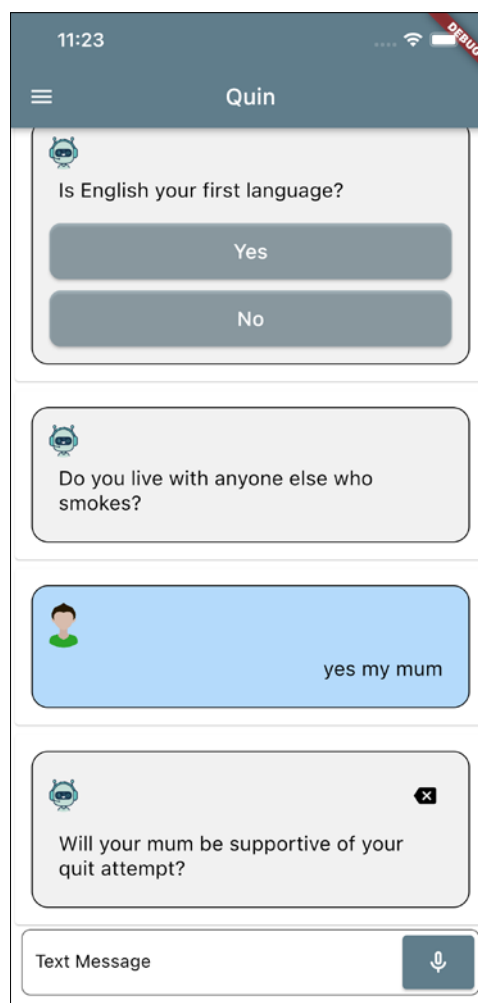 11:23
DEBUG
Quin
Is English your first language?
Yes
No
Do you live with anyone else who
smokes?
yes my mum
Will your mum be supportive of your
quit attempt?
Text Message